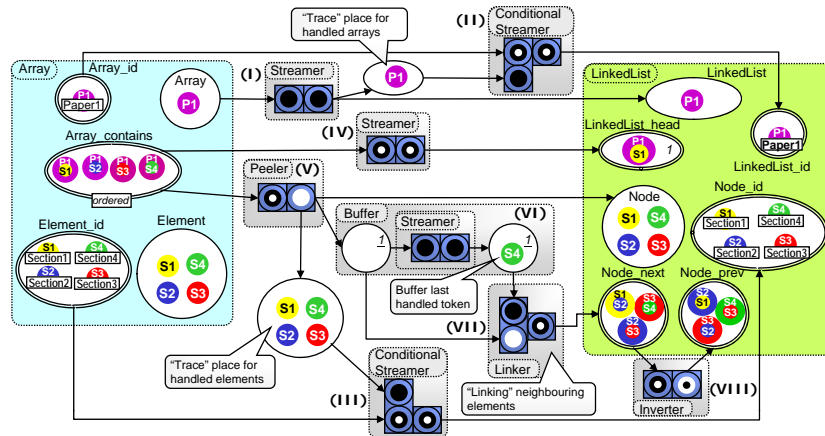 "Trace" place for
handled arrays
(II)
Conditional
Streamer
Array
Array_id
P1
Paper1
Array
P1
(I)
Streamer
P1
LinkedList
LinkedList
P1
P1
Paper1
LinkedList_id
Array_contains
P1
S1
P1
S2
P1
S3
P1
S4
ordered
(IV)
Streamer
LinkedList_head
P1
S1
1
Peeler
(V)
Buffer
1
Streamer
(VI)
1
S4
Buffer last
handled token
Node
S1
S4
S2
S3
Node_id
S1
Section1
S4
Section4
S2
Section2
S3
Section3
Element_id
S1
Section1
S4
Section4
S2
Section2
S3
Section3
Element
S1
S4
S2
S3
S1
S4
S2
S3
"Trace" place for
handled elements
(VII)
Linker
"Linking" neighbouring
elements
Node_next
S1
S2
S3
S4
S2
S3
Node_prev
S2
S1
S4
S3
S3
S2
(VIII)
Inverter
(III)
Conditional
Streamer